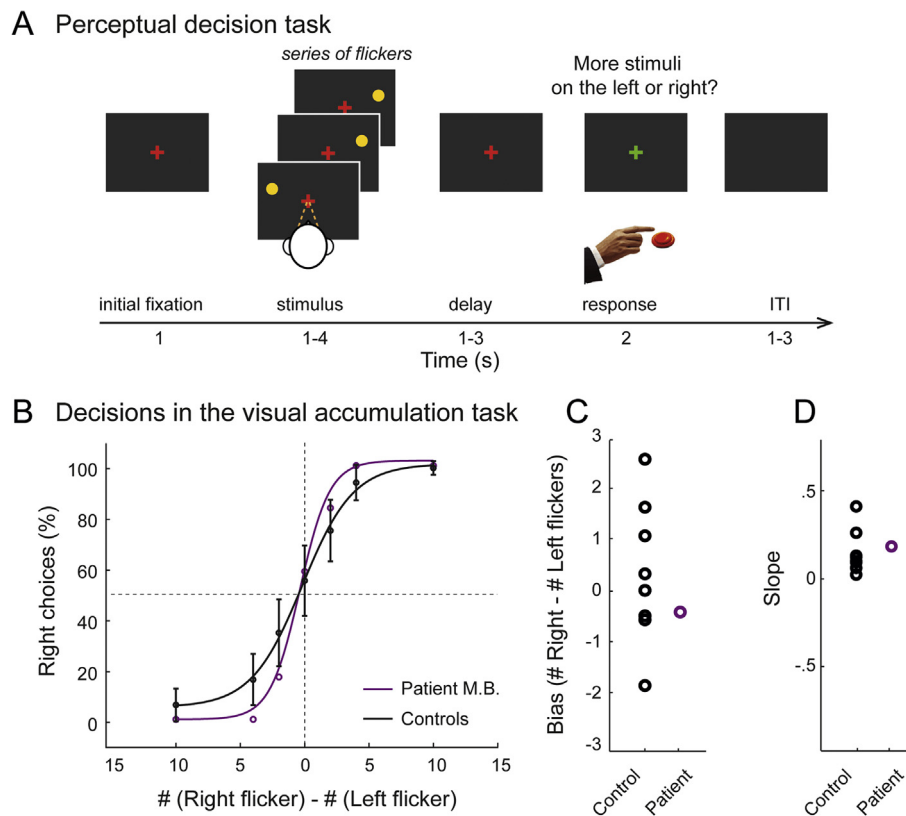 A Perceptual decision task
series of flickers
More stimuli
on the left or right?
initial fixation stimulus delay response ITI
1 1-4 1-3 2 1-3
Time (s)
B Decisions in the visual accumulation task
Right choices (%)
100
80
60
40
20
0
15 10 5 0 5 10 15
# (Right flicker) - # (Left flicker)
Patient M.B.
Controls
C
Bias (# Right - # Left flickers)
3
2
1
0
-1
-2
-3
Control Patient
D
Slope
.5
0
-.5
Control Patient